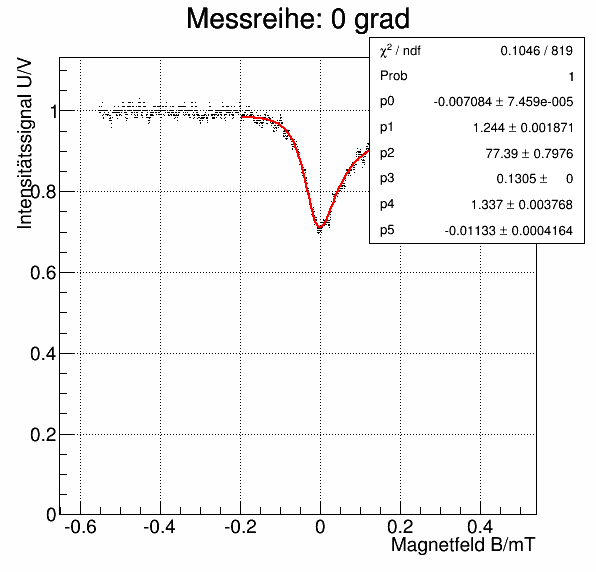 Messreihe: 0 grad
χ² / ndf 0.1046 / 819
Prob 1
p0 -0.007084 ± 7.459e-005
p1 1.244 ± 0.001871
p2 77.39 ± 0.7976
p3 0.1305 ± 0
p4 1.337 ± 0.003768
p5 -0.01133 ± 0.0004164
Intensitätssignal U/V
1
0.8
0.6
0.4
0.2
0
-0.6 -0.4 -0.2 0 0.2 0.4
Magnetfeld B/mT